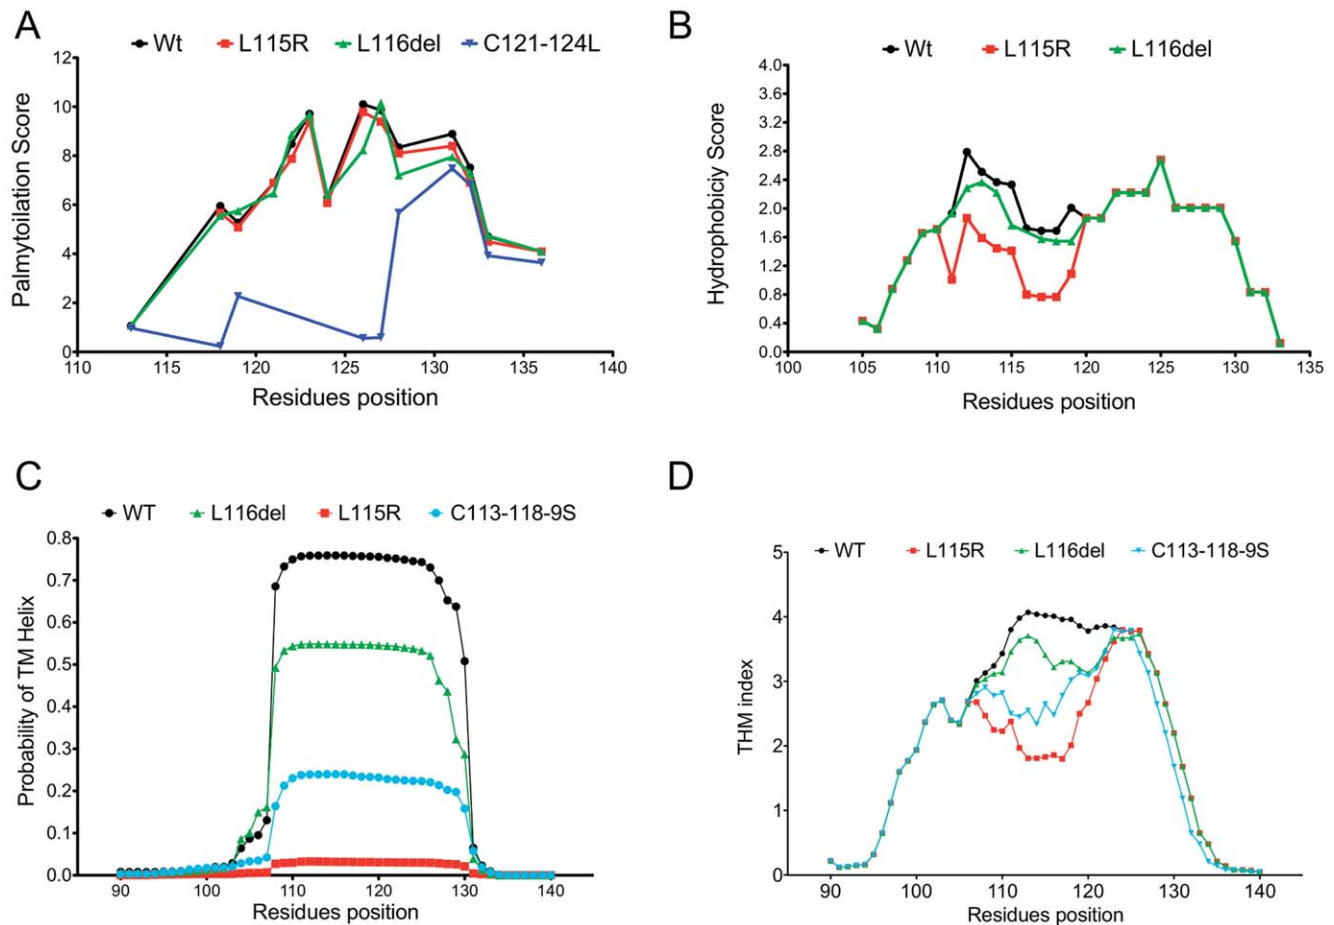 A
Wt L115R L116del C121-124L
12
10
8
6
4
2
0
110 115 120 125 130 135 140
Palmytoilation Score
Residues position
B
Wt L115R L116del
4.0
3.6
3.2
2.8
2.4
2.0
1.6
1.2
0.8
0.4
0.0
100 105 110 115 120 125 130 135
Hydrophobiciy Score
Residues position
C
WT L116del L115R C113-118-9S
0.8
0.7
0.6
0.5
0.4
0.3
0.2
0.1
0.0
90 100 110 120 130 140
Probability of TM Helix
Residues position
D
WT L115R L116del C113-118-9S
5
4
3
2
1
0
90 100 110 120 130 140
THM index
Residues position